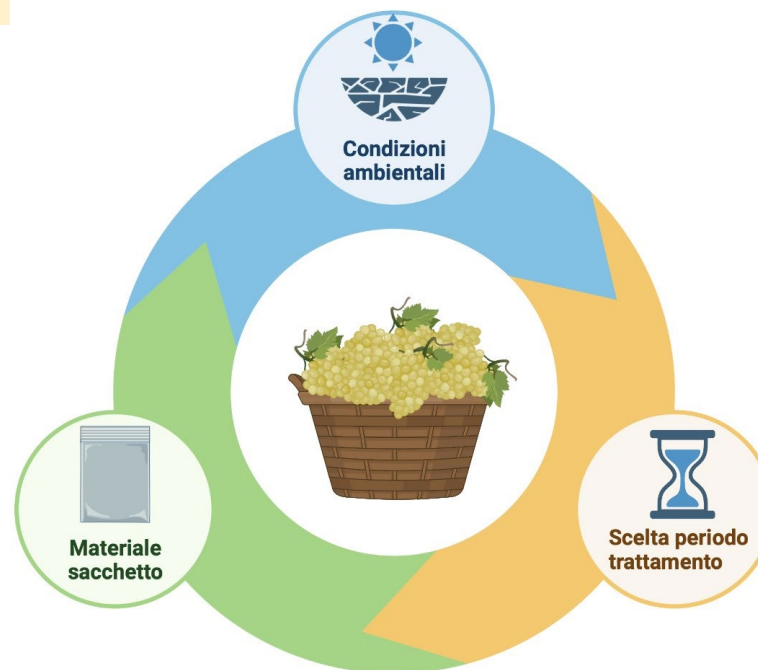 Condizioni
ambientali
Materiale
sacchetto
Scelta periodo
trattamento